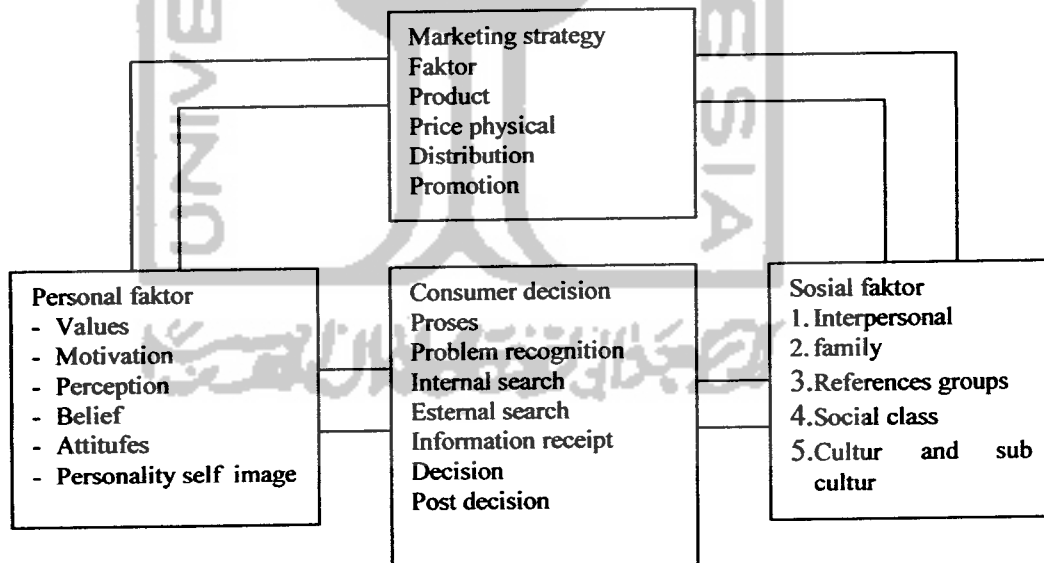 Marketing strategy
Faktor
Product
Price physical
Distribution
Promotion
Personal faktor
- Values
- Motivation
- Perception
- Belief
- Attitufes
- Personality self image
Consumer decision
Proses
Problem recognition
Internal search
Esternal search
Information receipt
Decision
Post decision
Sosial faktor
1. Interpersonal
2. family
3. References groups
4. Social class
5. Cultur and sub
cultur